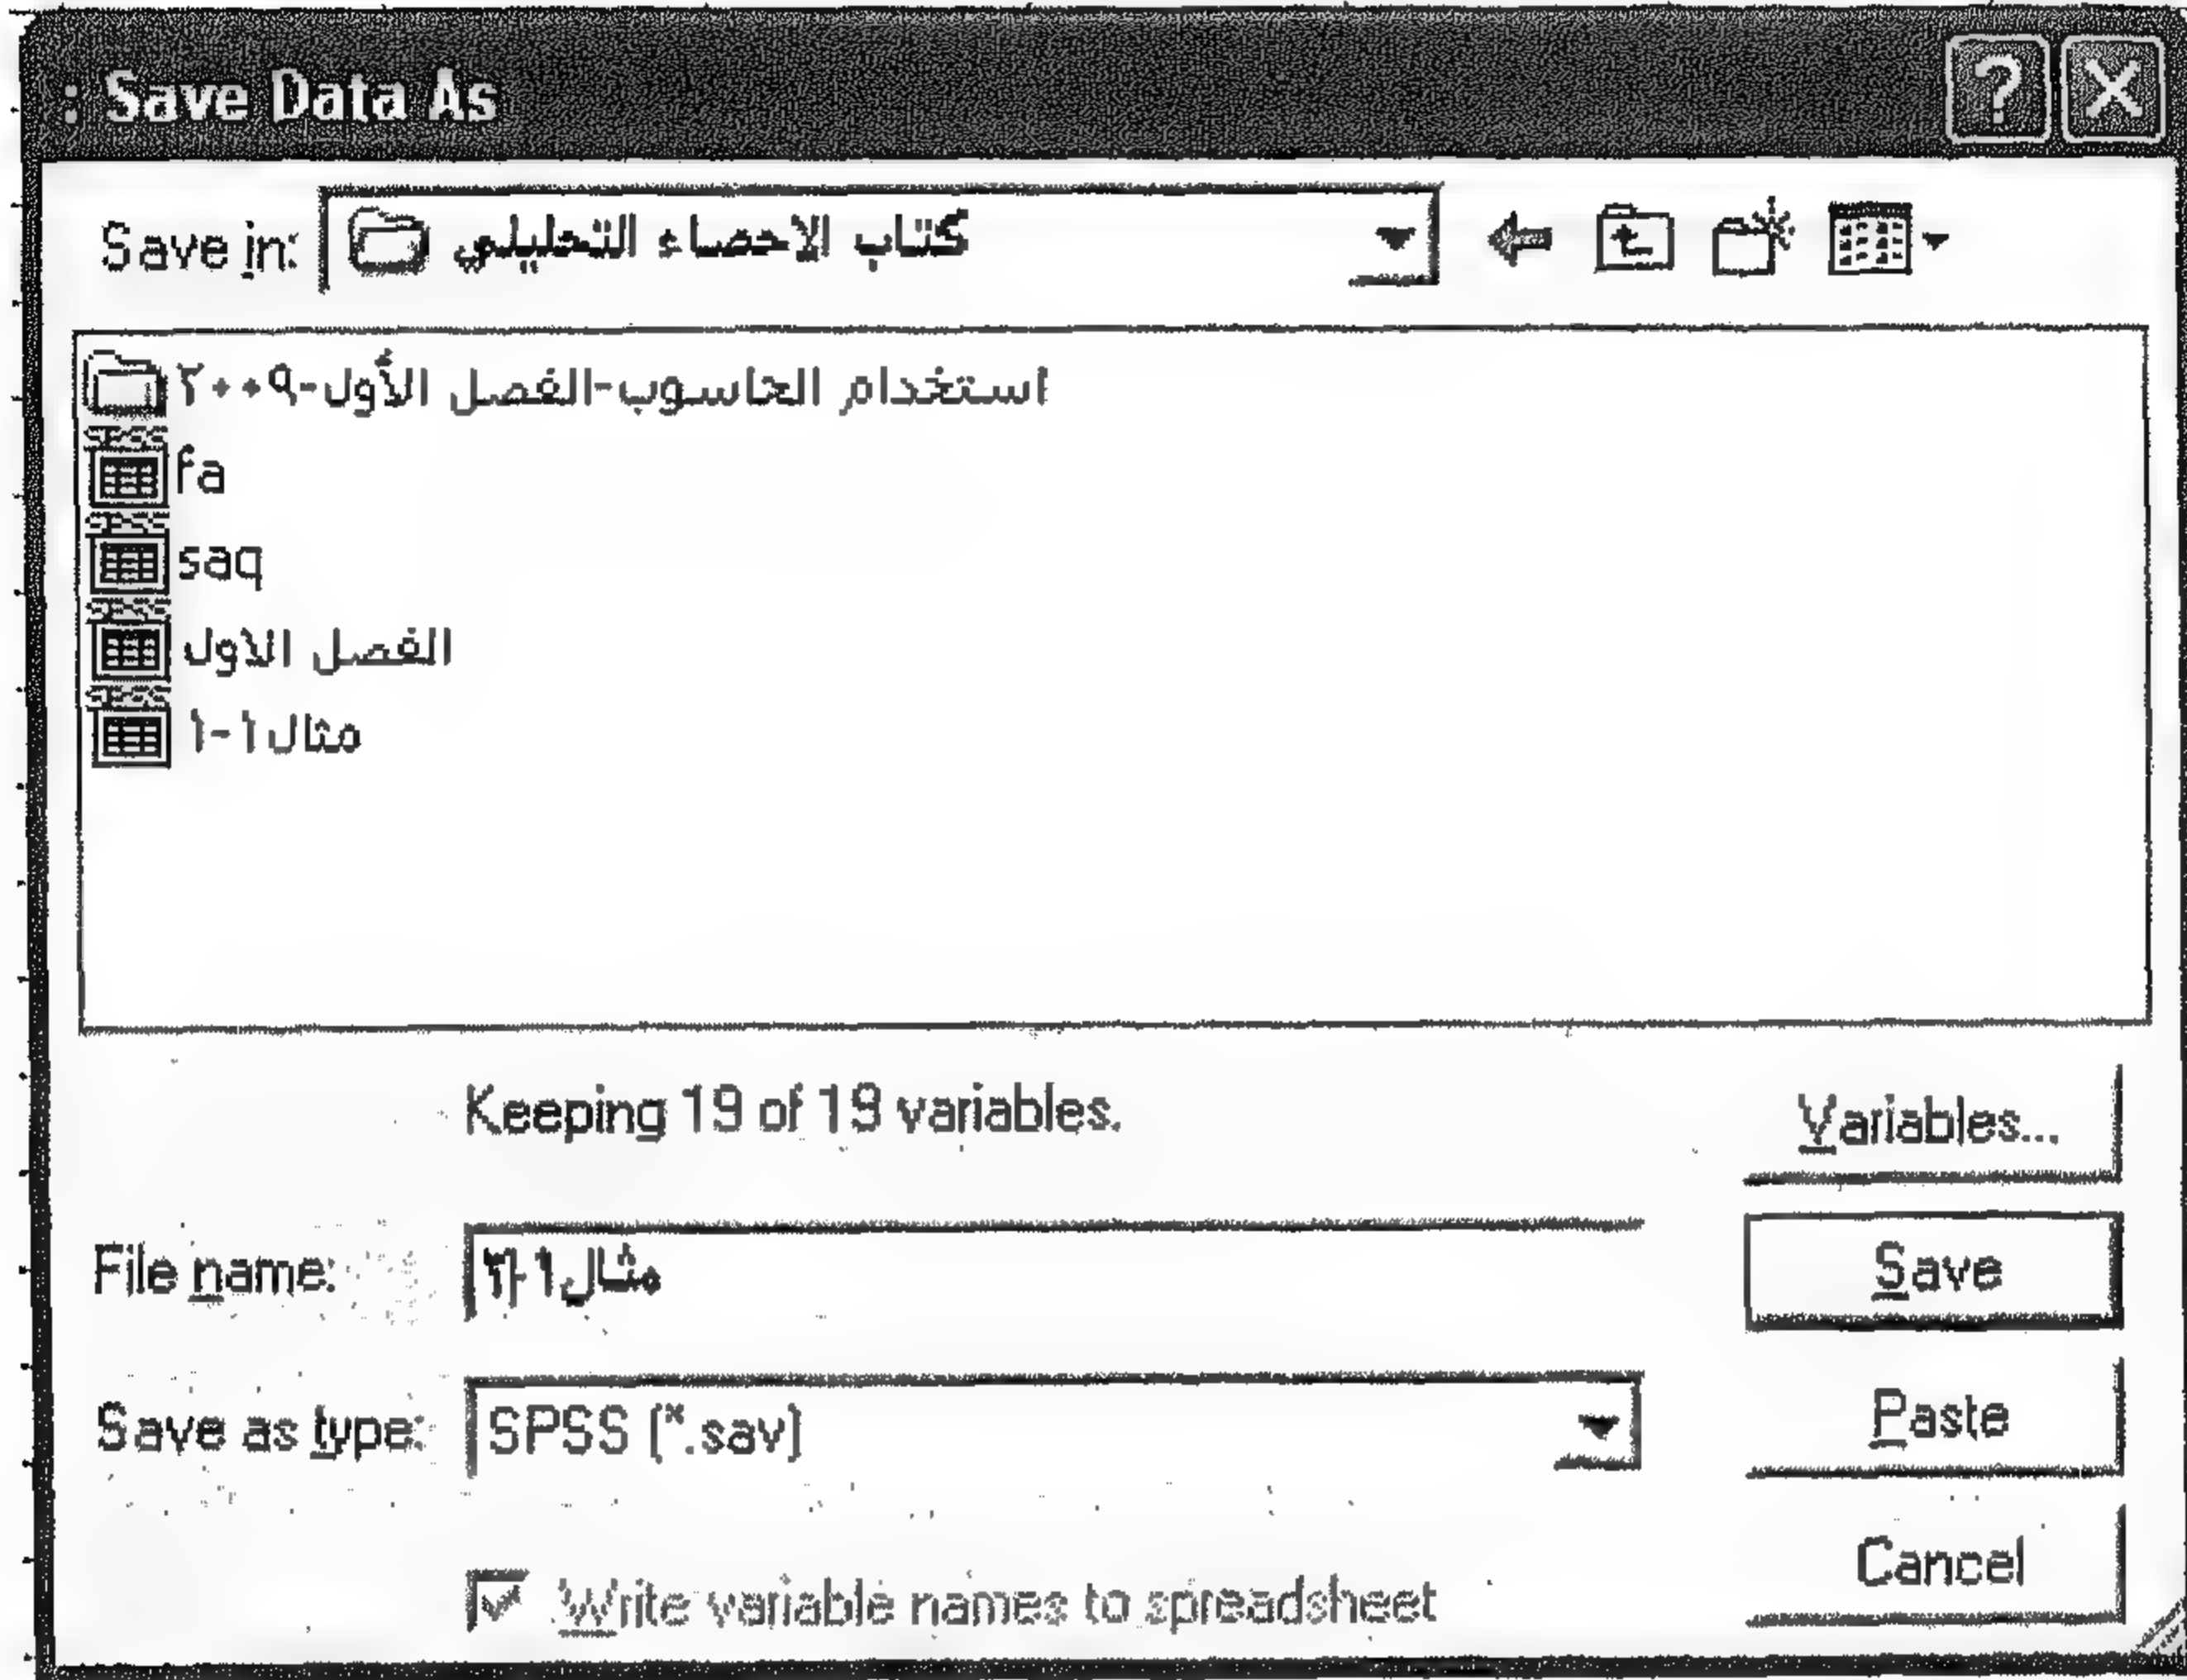 Save Data As
Save in: كتاب الاحصاء التحليلي
استخدام الحاسوب-الفصل الأول-٢٠٠٩
fa
saq
الفصل الاول
مثال١-١
Keeping 19 of 19 variables.
Variables...
File name: مثال١-٢
Save
Save as type: SPSS (*.sav)
Paste
Write variable names to spreadsheet
Cancel